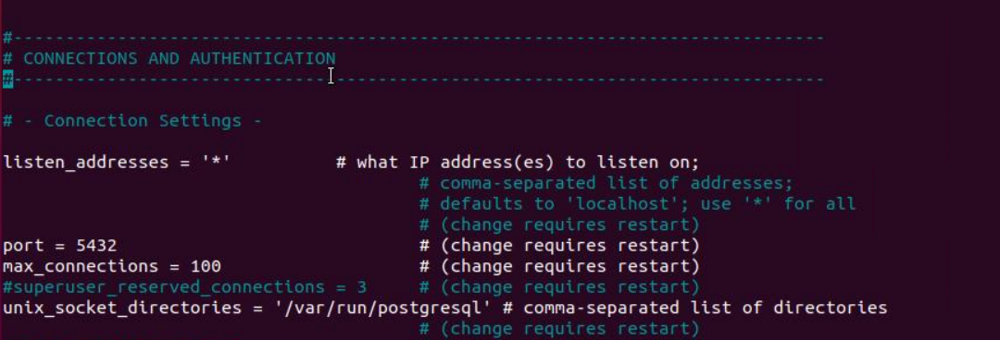 #------------------------------------------------------------------------------
# CONNECTIONS AND AUTHENTICATION
#------------------------------------------------------------------------------
# - Connection Settings -
listen_addresses = '*'          # what IP address(es) to listen on;
                                        # comma-separated list of addresses;
                                        # defaults to 'localhost'; use '*' for all
                                        # (change requires restart)
port = 5432                             # (change requires restart)
max_connections = 100                   # (change requires restart)
#superuser_reserved_connections = 3     # (change requires restart)
unix_socket_directories = '/var/run/postgresql' # comma-separated list of directories
                                        # (change requires restart)